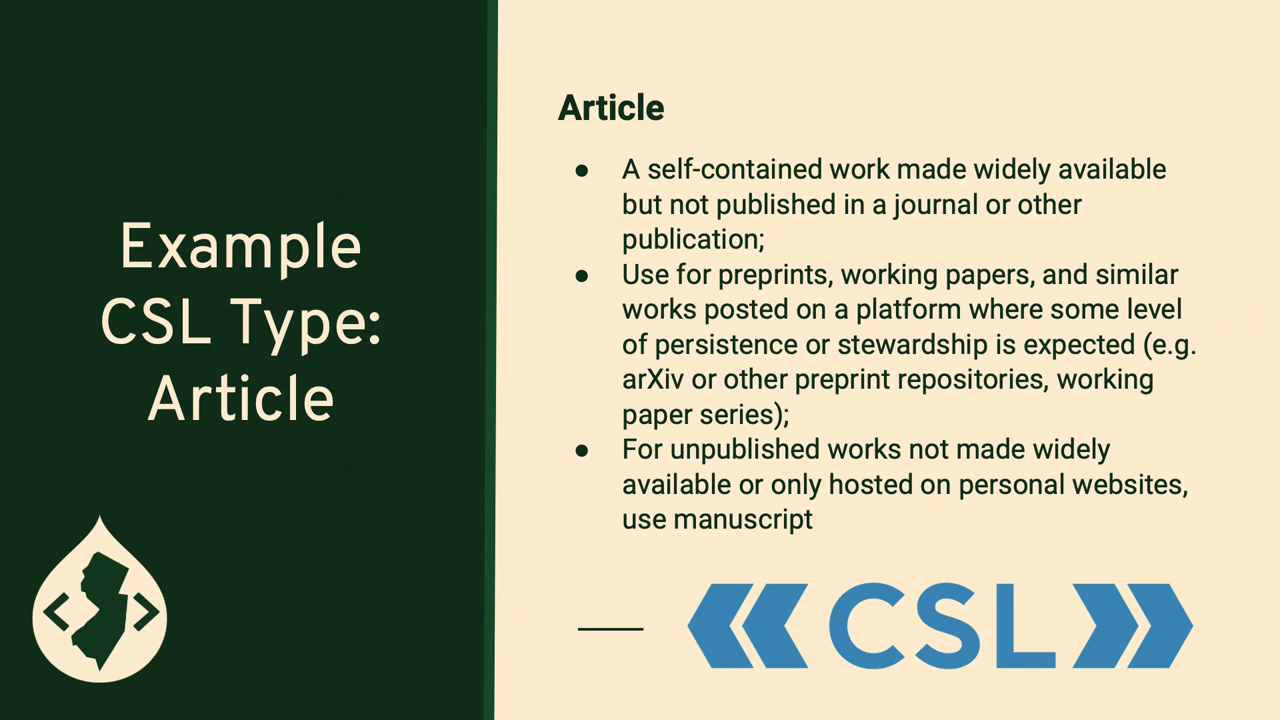 Example
CSL Type:
Article
Article
● A self-contained work made widely available
but not published in a journal or other
publication;
● Use for preprints, working papers, and similar
works posted on a platform where some level
of persistence or stewardship is expected (e.g.
arXiv or other preprint repositories, working
paper series);
● For unpublished works not made widely
available or only hosted on personal websites,
use manuscript
CSL